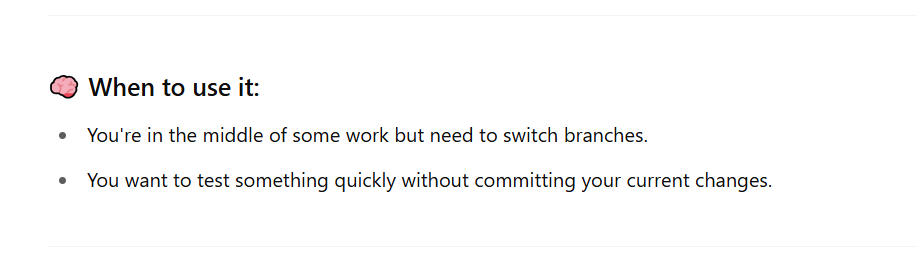 🧠 When to use it:
• You're in the middle of some work but need to switch branches.
• You want to test something quickly without committing your current changes.